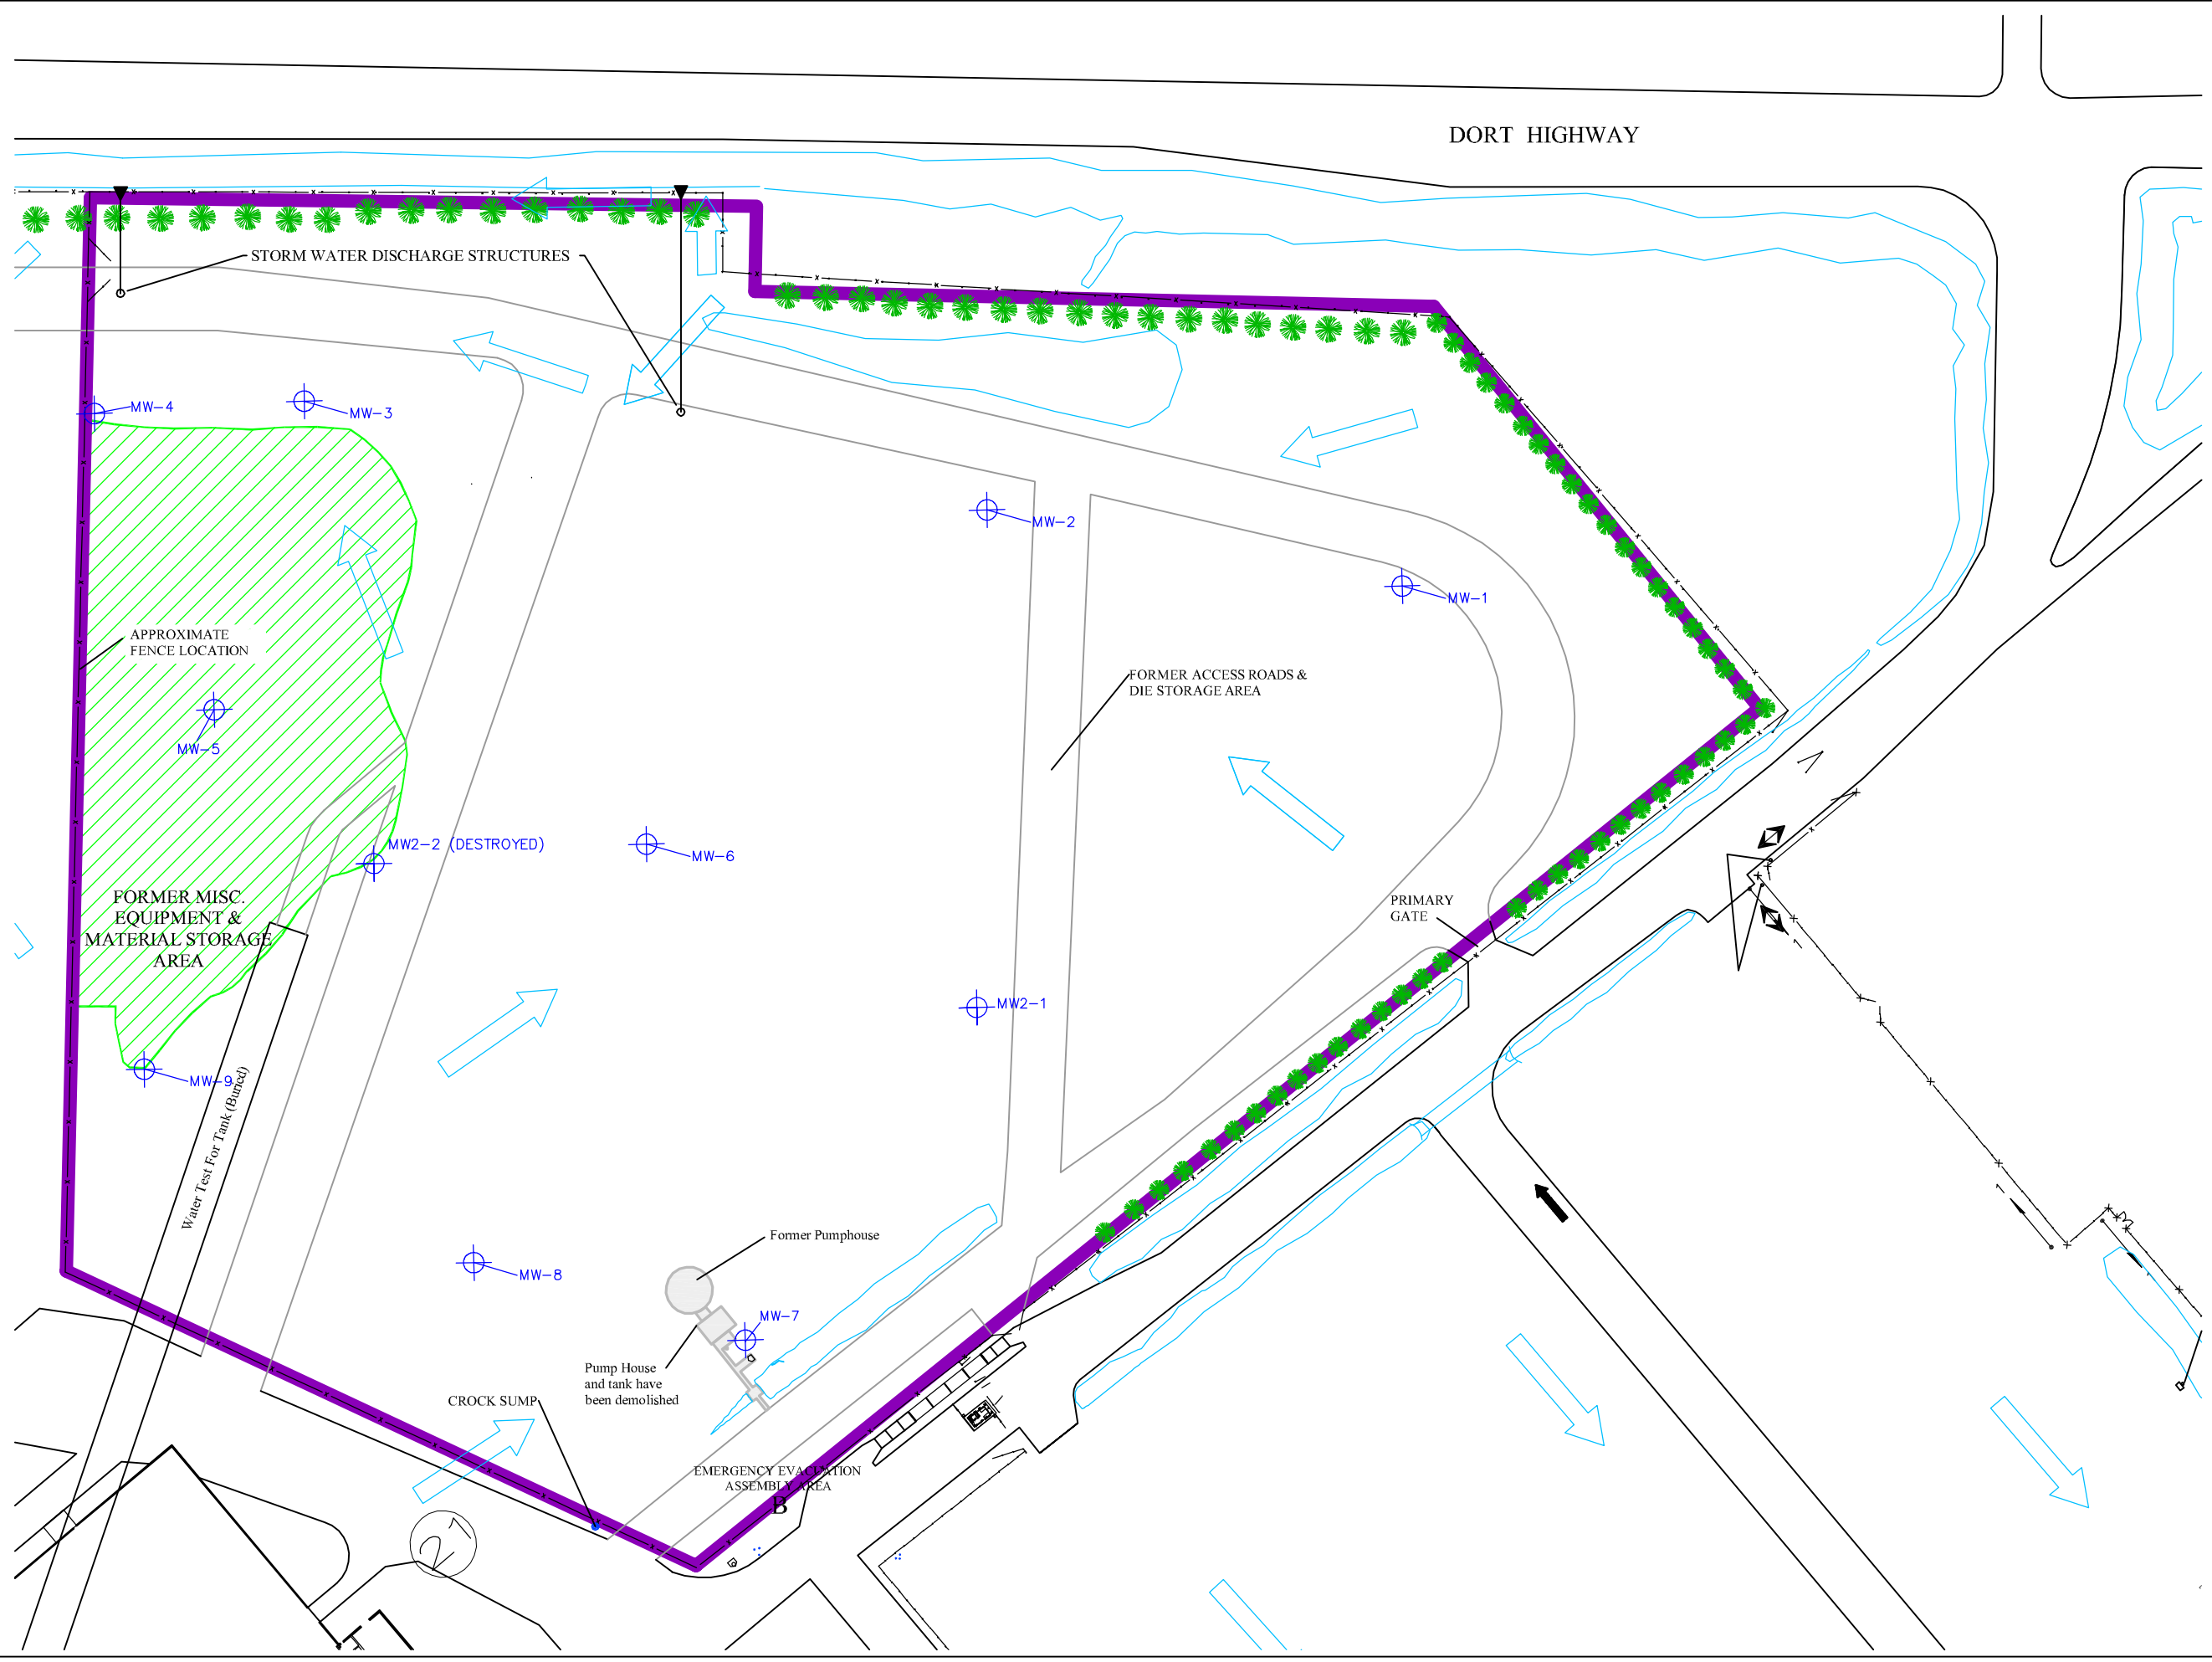 DORT HIGHWAY
STORM WATER DISCHARGE STRUCTURES
MW-4
MW-3
MW-2
MW-1
APPROXIMATE
FENCE LOCATION
FORMER ACCESS ROADS &
DIE STORAGE AREA
MW-5
MW2-2 (DESTROYED)
MW-6
FORMER MISC.
EQUIPMENT &
MATERIAL STORAGE
AREA
PRIMARY
GATE
MW2-1
MW-9
Water Test For Tank (Buried)
Former Pumphouse
MW-8
MW-7
Pump House
and tank have
been demolished
CROCK SUMP
EMERGENCY EVACUATION
ASSEMBLY AREA
B
21